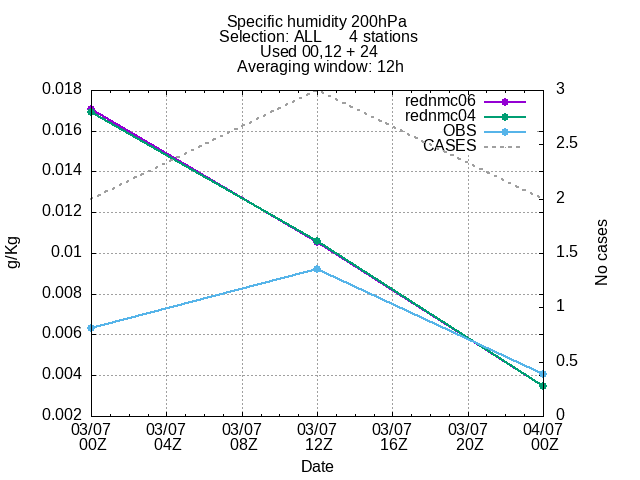 Specific humidity 200hPa
Selection: ALL 4 stations
Used 00,12 + 24
Averaging window: 12h
rednmc06
rednmc04
OBS
CASES
0.018
0.016
0.014
0.012
0.01
0.008
0.006
0.004
0.002
g/Kg
3
2.5
2
1.5
1
0.5
0
No cases
03/07 03/07 03/07 03/07 03/07 03/07 04/07
00Z 04Z 08Z 12Z 16Z 20Z 00Z
Date